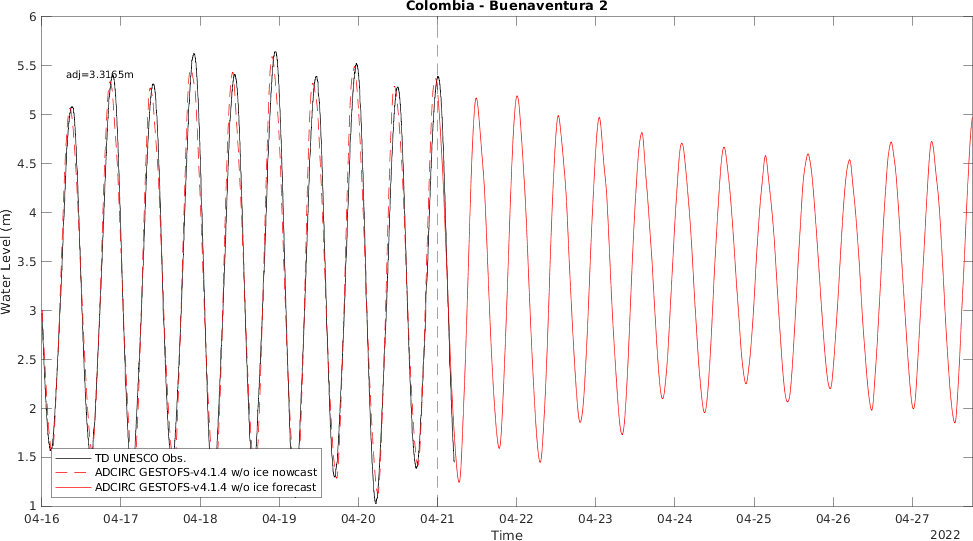 Colombia - Buenaventura 2
adj=3.3165m
Water Level (m)
6
5.5
5
4.5
4
3.5
3
2.5
2
1.5
1
TD UNESCO Obs.
ADCIRC GESTOFS-v4.1.4 w/o ice nowcast
ADCIRC GESTOFS-v4.1.4 w/o ice forecast
04-16 04-17 04-18 04-19 04-20 04-21 04-22 04-23 04-24 04-25 04-26 04-27
Time
2022